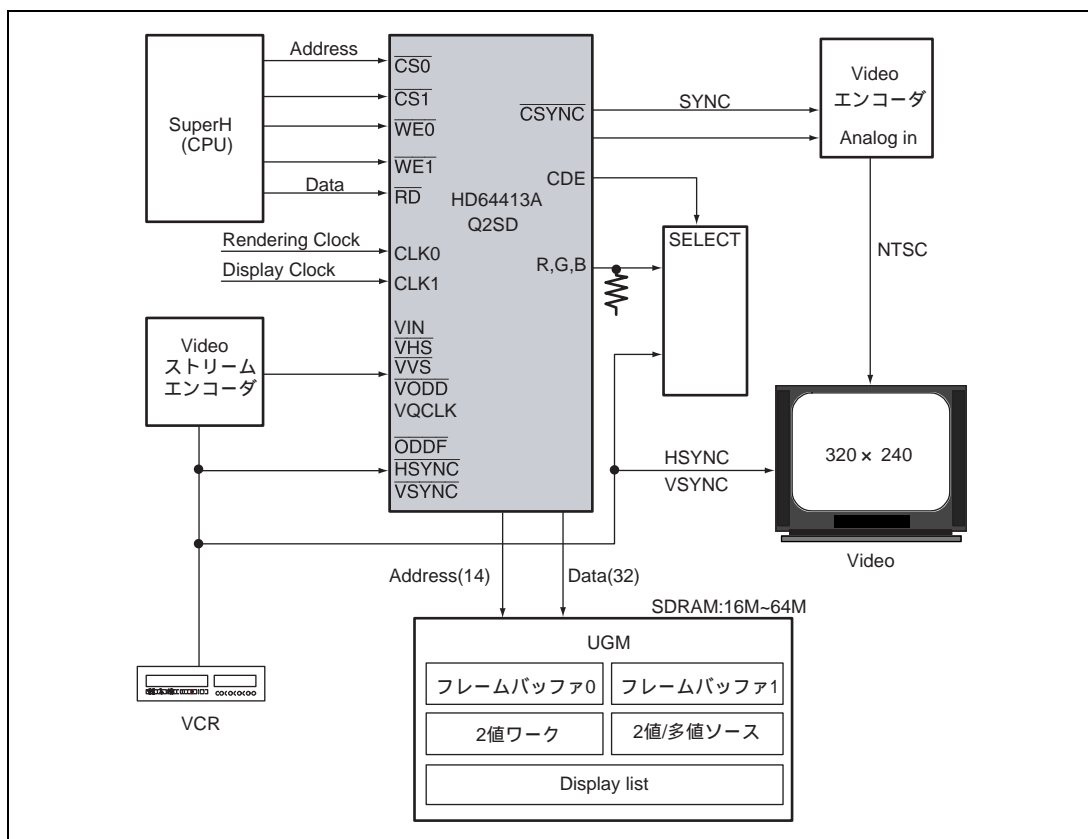 SuperH
(CPU)
Address
Data
Rendering Clock
Display Clock
Video
ストリーム
エンコーダ
CS0
CS1
WE0
WE1
RD
CLK0
CLK1
VIN
VHS
VVS
VODD
VQCLK
ODDF
HSYNC
VSYNC
HD64413A
Q2SD
CSYNC
CDE
R,G,B
SYNC
Video
エンコーダ
Analog in
SELECT
NTSC
HSYNC
VSYNC
320 × 240
Video
VCR
Address(14)
Data(32)
SDRAM:16M~64M
UGM
フレームバッファ0
フレームバッファ1
2値ワーク
2値/多値ソース
Display list